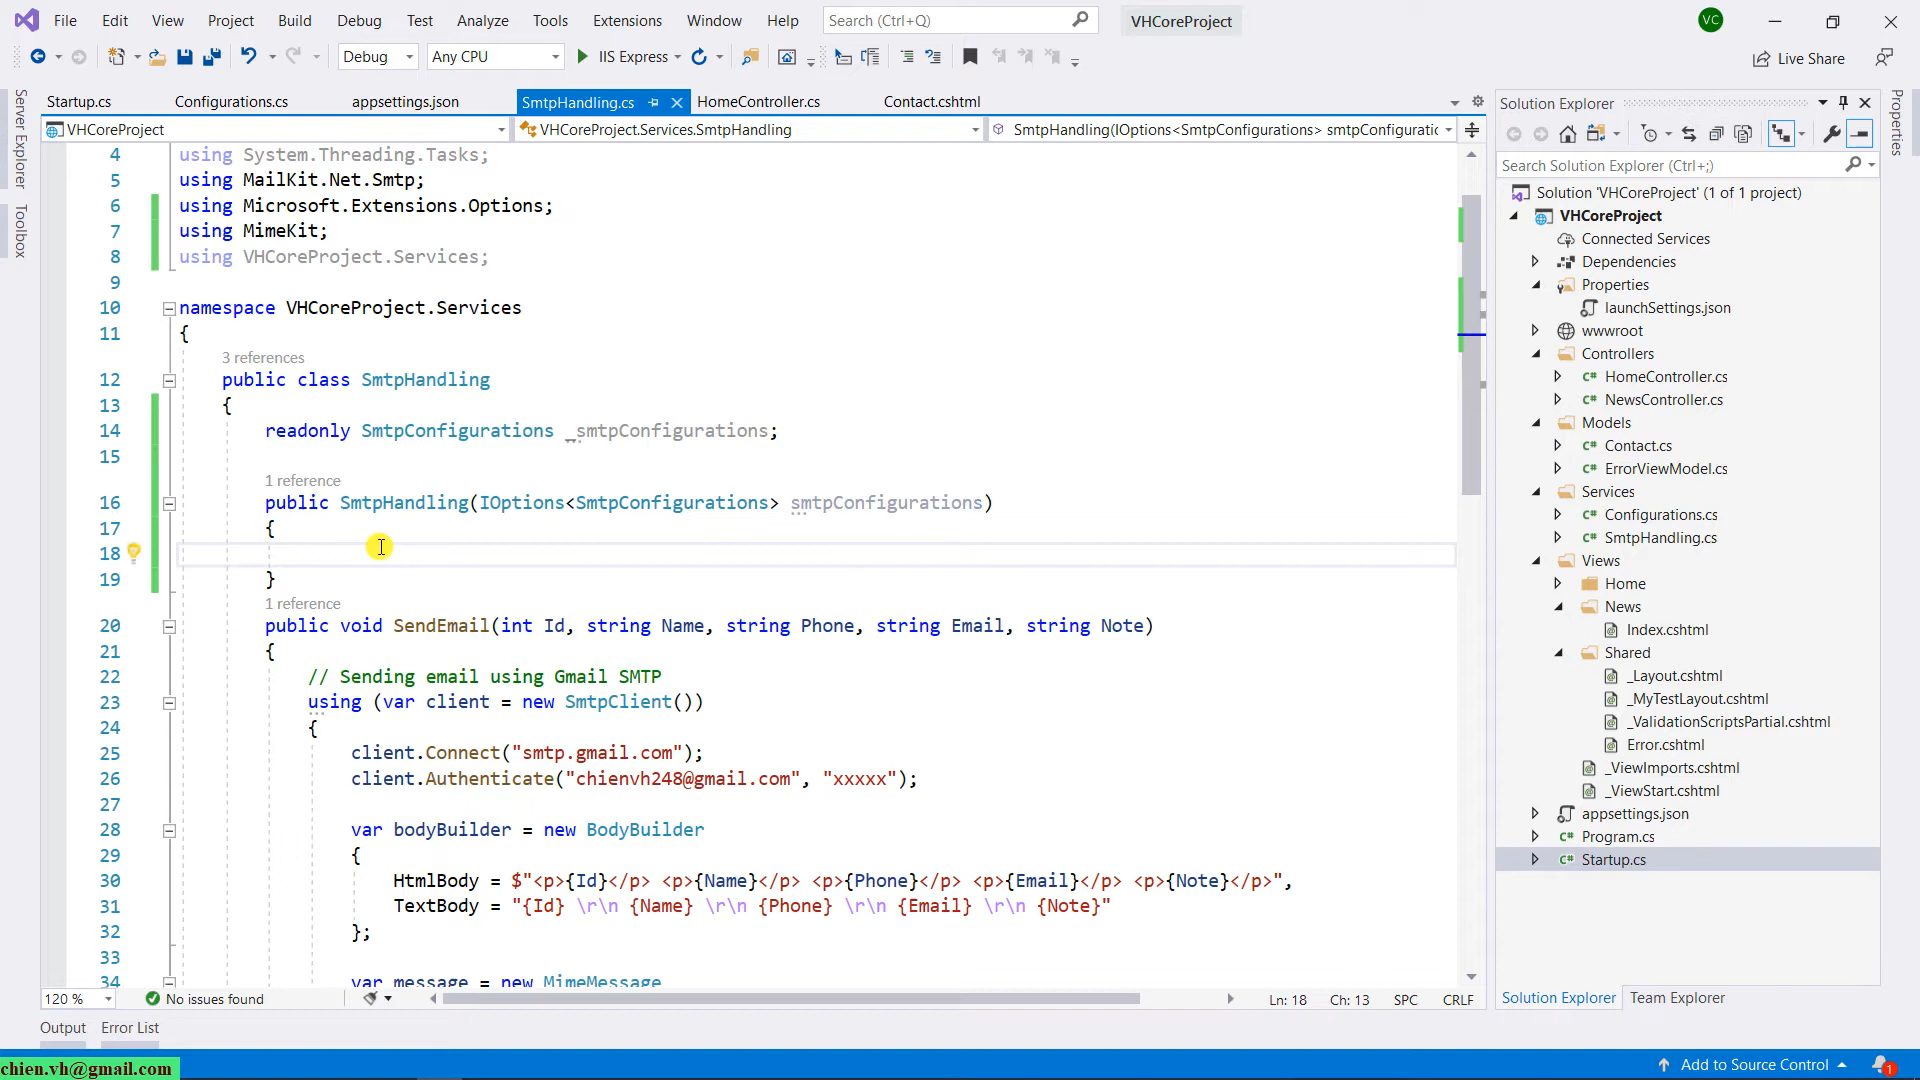 File Edit View Project Build Debug Test Analyze Tools Extensions Window Help Search (Ctrl+Q) VHCoreProject VC
Debug Any CPU IIS Express Live Share
Startup.cs Configurations.cs appsettings.json SmtpHandling.cs HomeController.cs Contact.cshtml
VHCoreProject VHCoreProject.Services.SmtpHandling SmtpHandling(IOptions<SmtpConfigurations> smtpConfiguratic
Server Explorer
Toolbox
4 using System.Threading.Tasks;
5 using MailKit.Net.Smtp;
6 using Microsoft.Extensions.Options;
7 using MimeKit;
8 using VHCoreProject.Services;
9
10 namespace VHCoreProject.Services
11 {
3 references
12 public class SmtpHandling
13 {
14 readonly SmtpConfigurations _smtpConfigurations;
15
1 reference
16 public SmtpHandling(IOptions<SmtpConfigurations> smtpConfigurations)
17 {
18
19 }
1 reference
20 public void SendEmail(int Id, string Name, string Phone, string Email, string Note)
21 {
22 // Sending email using Gmail SMTP
23 using (var client = new SmtpClient())
24 {
25 client.Connect("smtp.gmail.com");
26 client.Authenticate("chienvh248@gmail.com", "xxxxx");
27
28 var bodyBuilder = new BodyBuilder
29 {
30 HtmlBody = $"<p>{Id}</p> <p>{Name}</p> <p>{Phone}</p> <p>{Email}</p> <p>{Note}</p>",
31 TextBody = "{Id} \r\n {Name} \r\n {Phone} \r\n {Email} \r\n {Note}"
32 };
33
34 var message = new MimeMessage
120 % No issues found Ln: 18 Ch: 13 SPC CRLF
Output Error List
Solution Explorer
Search Solution Explorer (Ctrl+;)
Solution 'VHCoreProject' (1 of 1 project)
VHCoreProject
Connected Services
Dependencies
Properties
launchSettings.json
wwwroot
Controllers
C# HomeController.cs
C# NewsController.cs
Models
C# Contact.cs
C# ErrorViewModel.cs
Services
C# Configurations.cs
C# SmtpHandling.cs
Views
Home
News
Index.cshtml
Shared
_Layout.cshtml
_MyTestLayout.cshtml
_ValidationScriptsPartial.cshtml
Error.cshtml
_ViewImports.cshtml
_ViewStart.cshtml
appsettings.json
C# Program.cs
C# Startup.cs
Solution Explorer Team Explorer
Properties
chien.vh@gmail.com
Add to Source Control 1